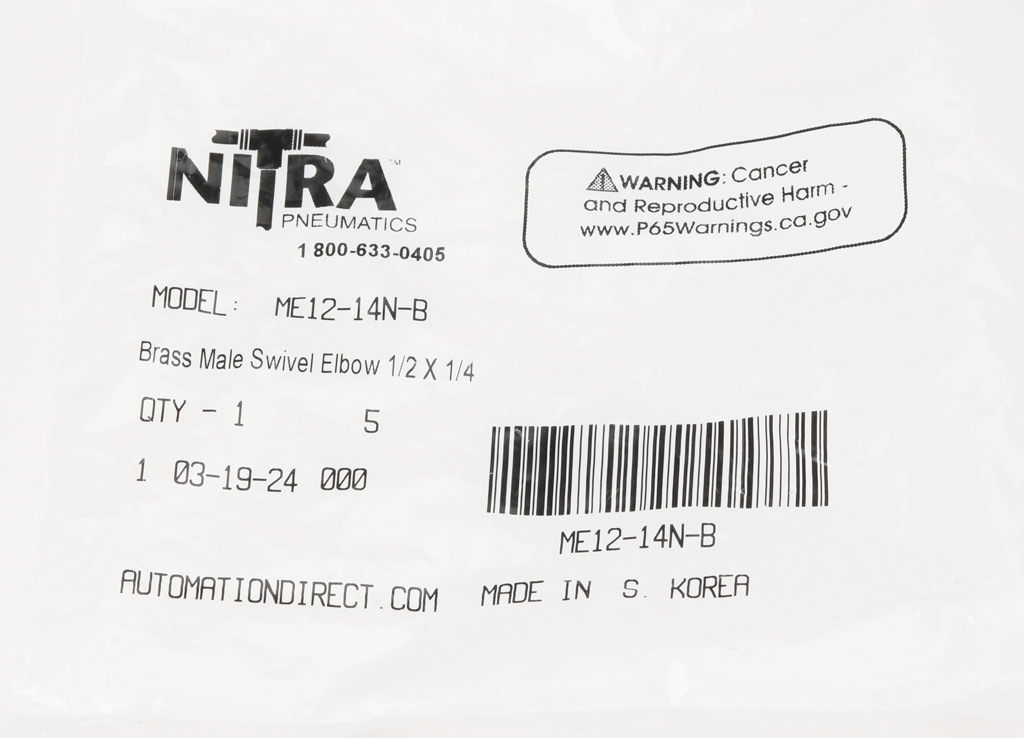 NITRA™
PNEUMATICS
1 800-633-0405
WARNING: Cancer
and Reproductive Harm -
www.P65Warnings.ca.gov
MODEL: ME12-14N-B
Brass Male Swivel Elbow 1/2 X 1/4
QTY - 1 5
1 03-19-24 000
ME12-14N-B
AUTOMATIONDIRECT.COM MADE IN S. KOREA